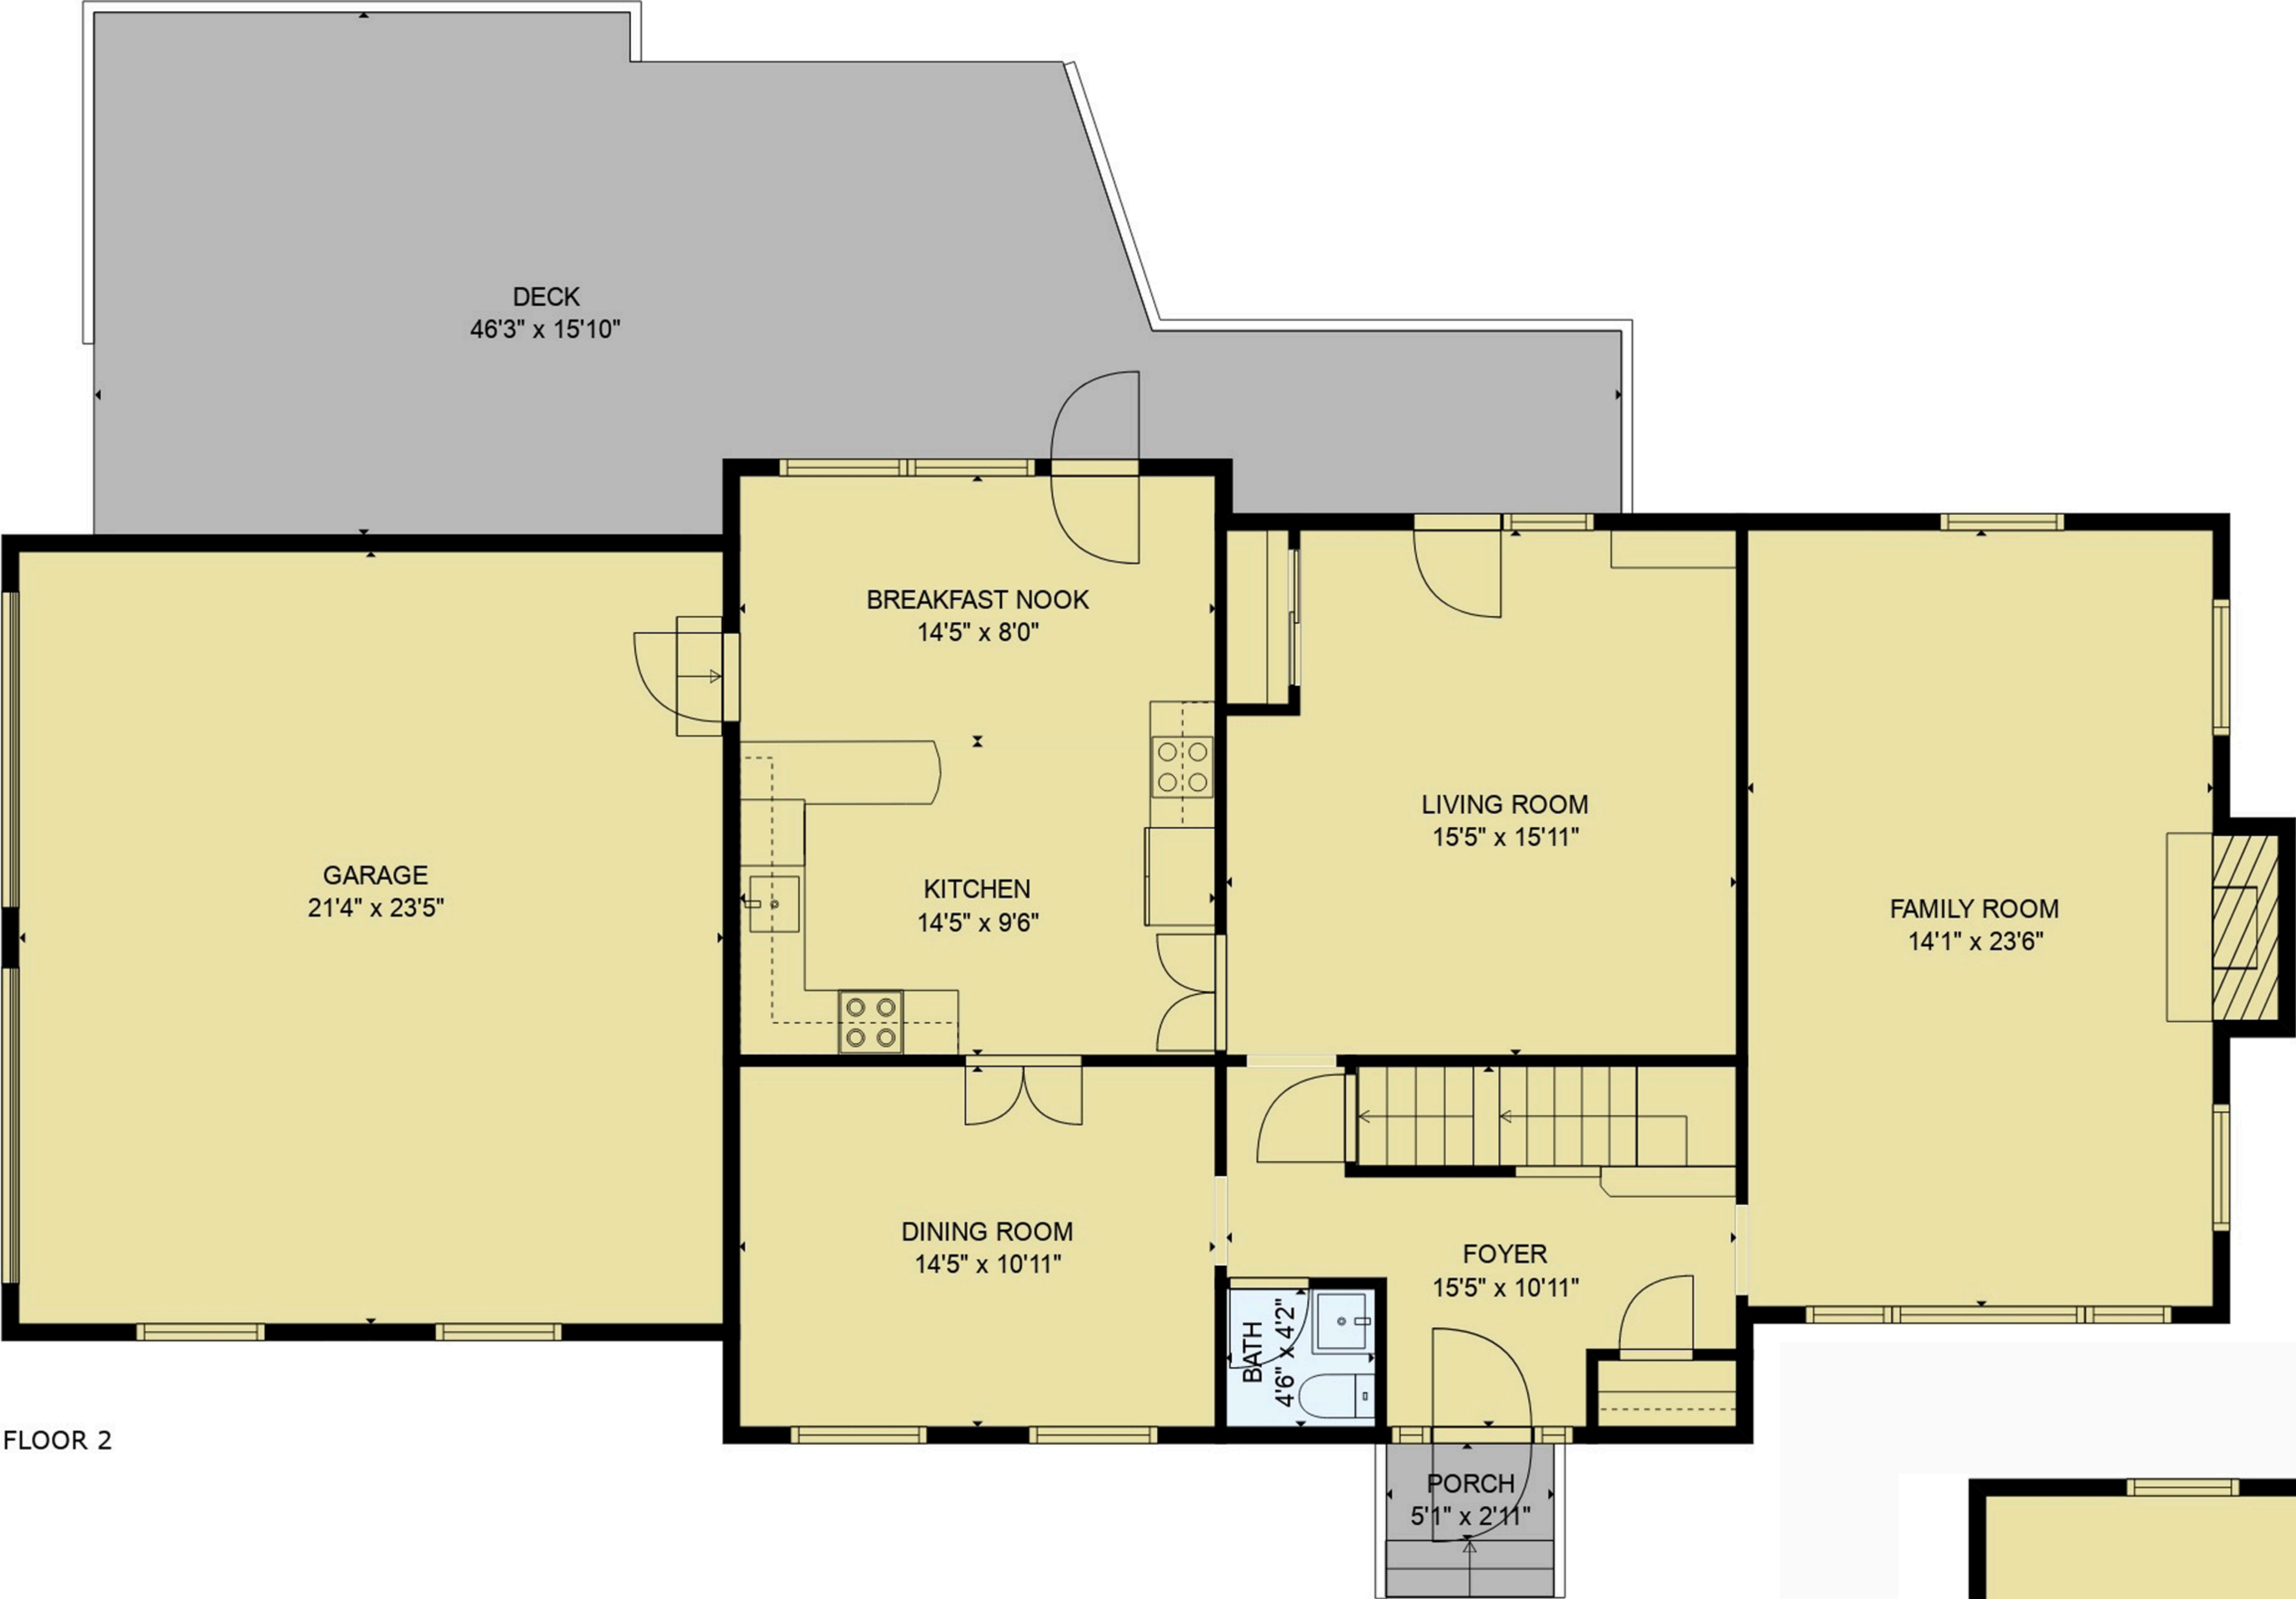 DECK
46'3" x 15'10"
BREAKFAST NOOK
14'5" x 8'0"
LIVING ROOM
15'5" x 15'11"
GARAGE
21'4" x 23'5"
KITCHEN
14'5" x 9'6"
FAMILY ROOM
14'1" x 23'6"
DINING ROOM
14'5" x 10'11"
FOYER
15'5" x 10'11"
BATH
4'6" x 4'2"
FLOOR 2
PORCH
5'1" x 2'11"